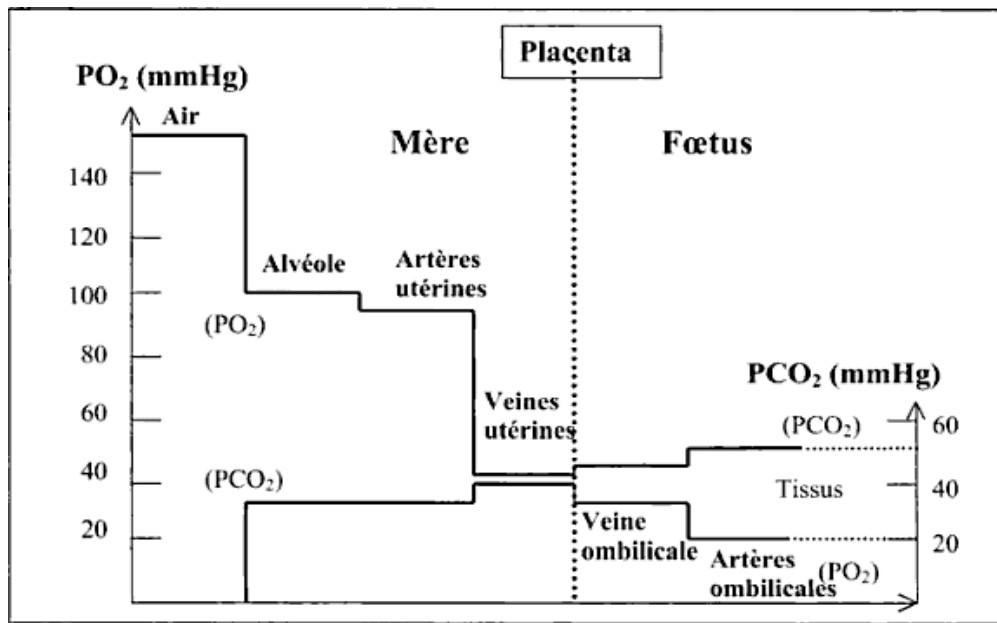 Placenta
PO₂ (mmHg)
Air
Mère
Fœtus
140
120
100
80
60
40
20
Alvéole
Artères
utérines
(PO₂)
Veines
utérines
(PCO₂)
PCO₂ (mmHg)
(PCO₂)
60
40
20
Tissus
Veine
ombilicale
Artères
ombilicales
(PO₂)